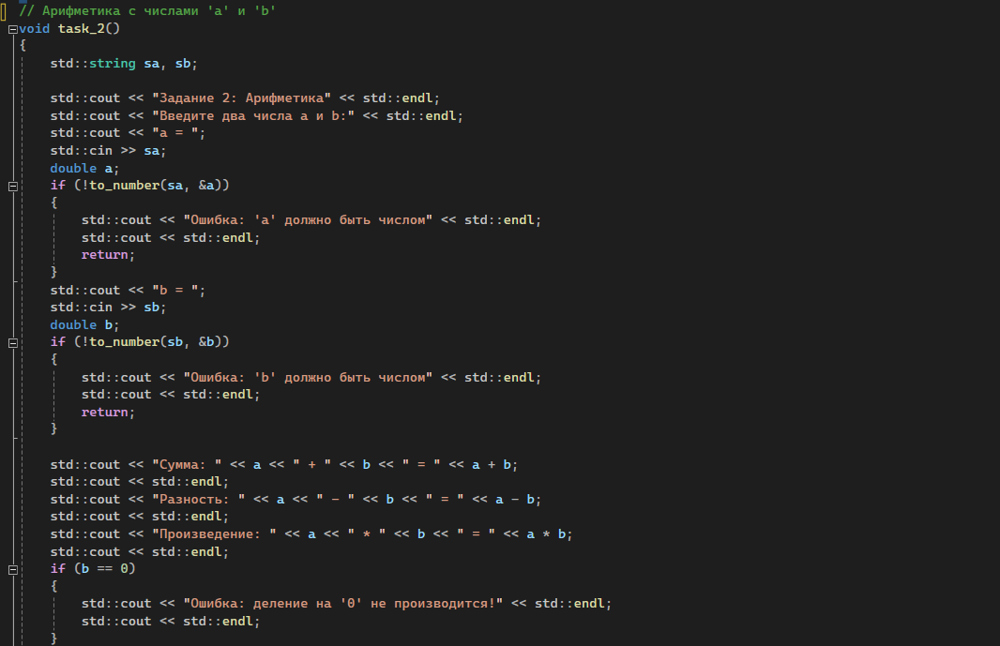 // Арифметика с числами 'a' и 'b'
void task_2()
{
    std::string sa, sb;

    std::cout << "Задание 2: Арифметика" << std::endl;
    std::cout << "Введите два числа a и b:" << std::endl;
    std::cout << "a = ";
    std::cin >> sa;
    double a;
    if (!to_number(sa, &a))
    {
        std::cout << "Ошибка: 'a' должно быть числом" << std::endl;
        std::cout << std::endl;
        return;
    }
    std::cout << "b = ";
    std::cin >> sb;
    double b;
    if (!to_number(sb, &b))
    {
        std::cout << "Ошибка: 'b' должно быть числом" << std::endl;
        std::cout << std::endl;
        return;
    }

    std::cout << "Сумма: " << a << " + " << b << " = " << a + b;
    std::cout << std::endl;
    std::cout << "Разность: " << a << " - " << b << " = " << a - b;
    std::cout << std::endl;
    std::cout << "Произведение: " << a << " * " << b << " = " << a * b;
    std::cout << std::endl;
    if (b == 0)
    {
        std::cout << "Ошибка: деление на '0' не производится!" << std::endl;
        std::cout << std::endl;
    }